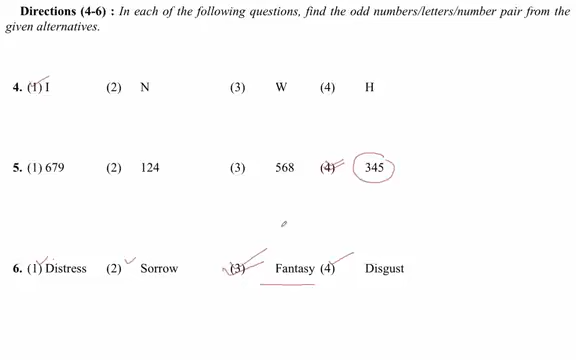 Directions (4-6) : In each of the following questions, find the odd numbers/letters/number pair from the
given alternatives.
4. (1) I (2) N (3) W (4) H
5. (1) 679 (2) 124 (3) 568 (4) 345
6. (1) Distress (2) Sorrow (3) Fantasy (4) Disgust